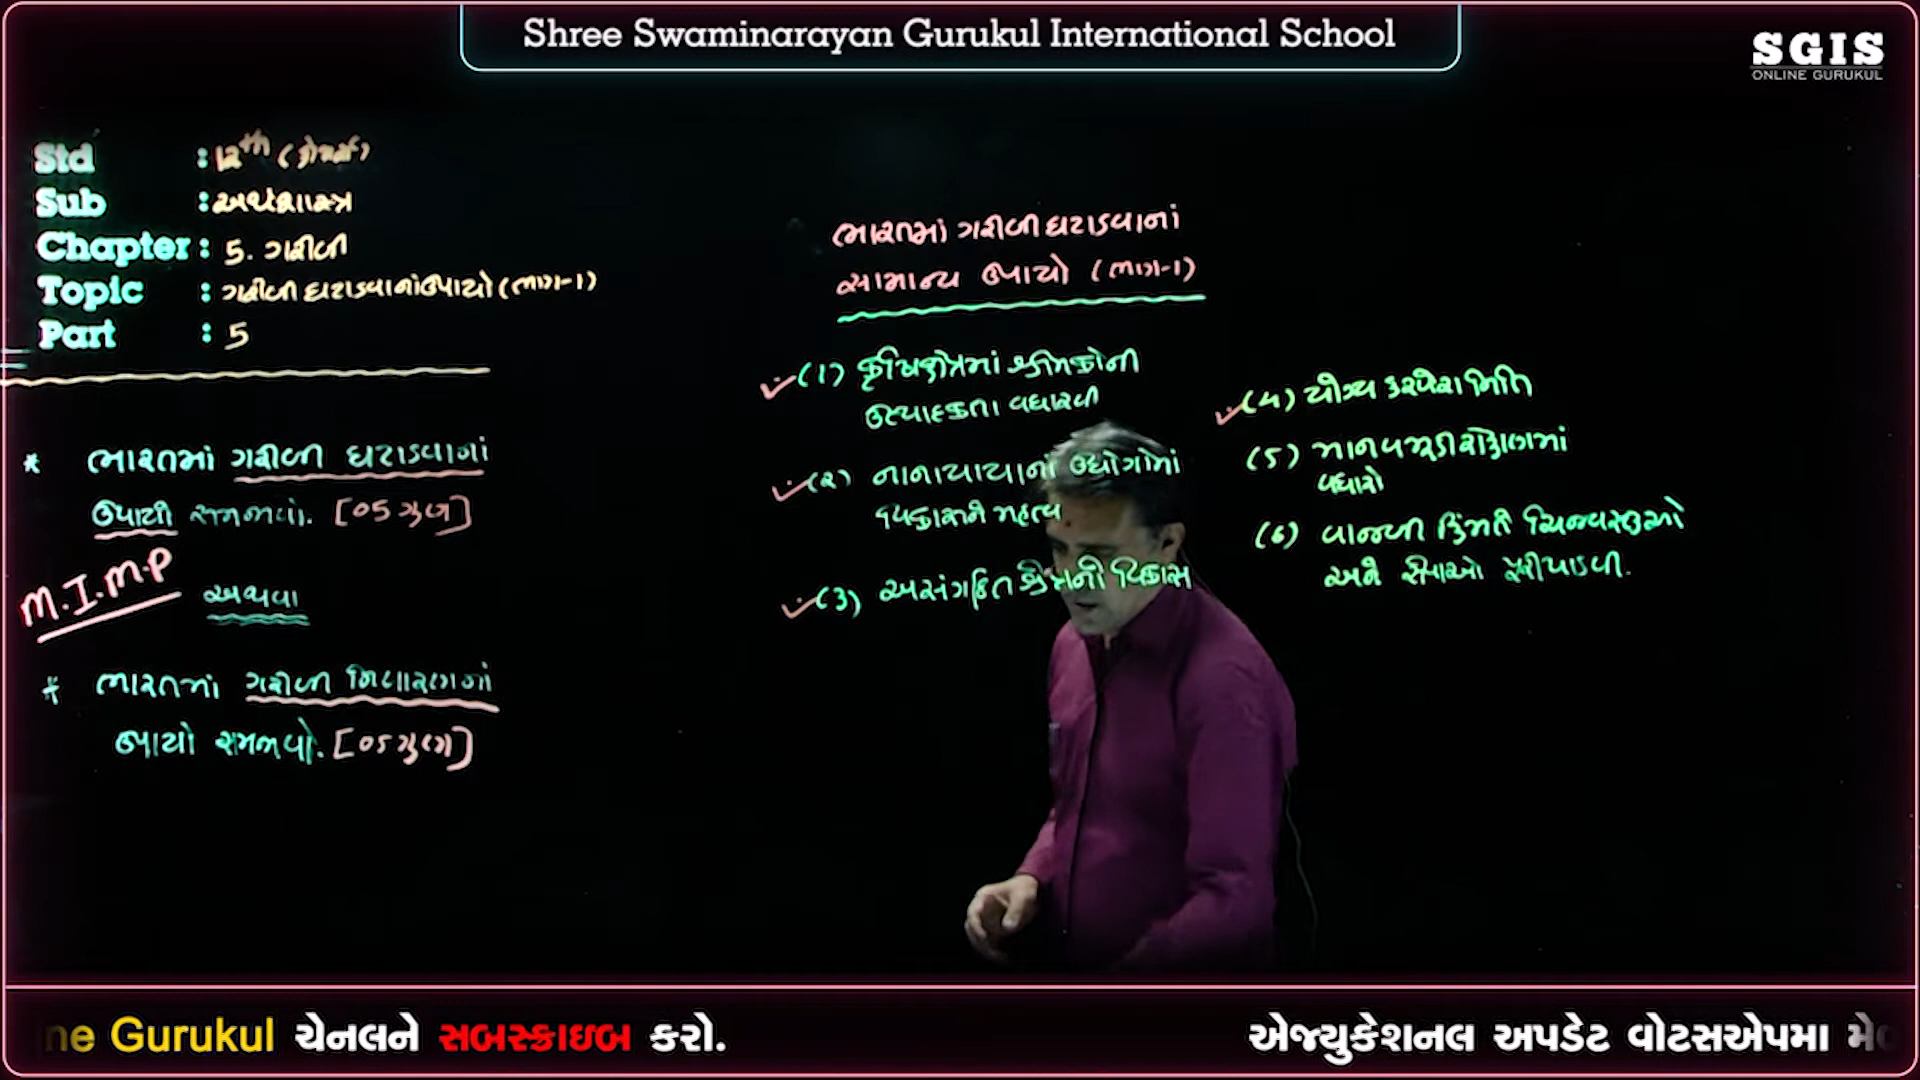 Shree Swaminarayan Gurukul International School
SGIS
ONLINE GURUKUL
Std : 12th (કોમર્સ)
Sub : અર્થશાસ્ત્ર
Chapter : 5. ગરીબી
Topic : ગરીબી ઘટાડવાનાં ઉપાયો (ભાગ-1)
Part : 5
* ભારતમાં ગરીબી ઘટાડવાનાં
ઉપાયો સમજાવો. [05 ગુણ]
M.I.M.P
અથવા
* ભારતમાં ગરીબી નિવારણનાં
ઉપાયો સમજાવો. [05 ગુણ]
ભારતમાં ગરીબી ઘટાડવાનાં
સામાન્ય ઉપાયો (ભાગ-1)
(1) કૃષિક્ષેત્રમાં શ્રમિકોની
ઉત્પાદકતા વધારવી
(2) નાનાપાયાનાં ઉદ્યોગોનાં
વિકાસને મહત્વ
(3) અસંગઠિત ક્ષેત્રનો વિકાસ
(4) યોગ્ય કરવેરા નિતિ
(5) માનવમૂડી રોકાણમાં
વધારો
(6) વાજબી કિંમતે ચિજવસ્તુઓ
અને સેવાઓ પુરી પાડવી.
ne Gurukul ચેનલને સબસ્ક્રાઇબ કરો.
એજ્યુકેશનલ અપડેટ વોટસએપમા મે